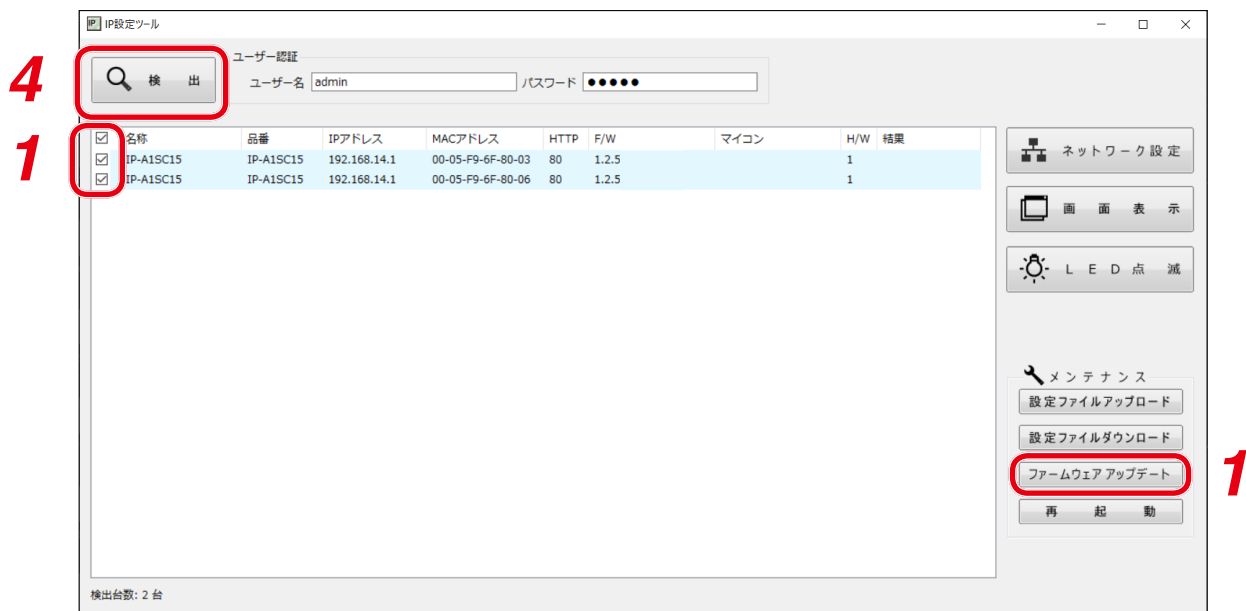 IP IP設定ツール
4
検 出
ユーザー認証
ユーザー名 admin パスワード ●●●●●
1
名称 品番 IPアドレス MACアドレス HTTP F/W マイコン H/W 結果
IP-A1SC15 IP-A1SC15 192.168.14.1 00-05-F9-6F-80-03 80 1.2.5 1
IP-A1SC15 IP-A1SC15 192.168.14.1 00-05-F9-6F-80-06 80 1.2.5 1
ネットワーク設定
画 面 表 示
L E D 点 滅
メンテナンス
設定ファイルアップロード
設定ファイルダウンロード
ファームウェア アップデート
1
再 起 動
検出台数: 2 台